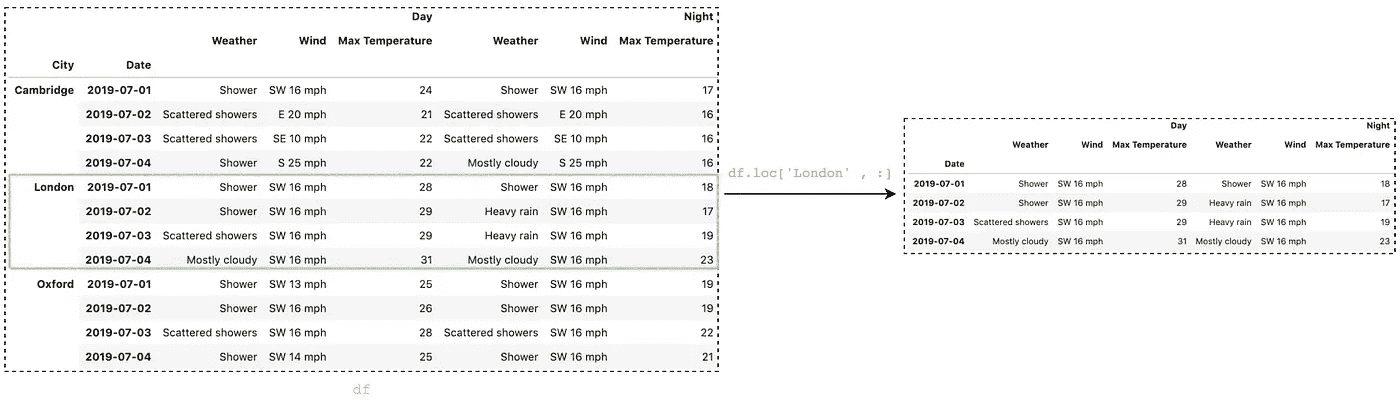 Day Night
Weather Wind Max Temperature Weather Wind Max Temperature
City Date
Cambridge 2019-07-01 Shower SW 16 mph 24 Shower SW 16 mph 17
2019-07-02 Scattered showers E 20 mph 21 Scattered showers E 20 mph 16
2019-07-03 Scattered showers SE 10 mph 22 Scattered showers SE 10 mph 16
2019-07-04 Shower S 25 mph 22 Mostly cloudy S 25 mph 16
London 2019-07-01 Shower SW 16 mph 28 Shower SW 16 mph 18
2019-07-02 Shower SW 16 mph 29 Heavy rain SW 16 mph 17
2019-07-03 Scattered showers SW 16 mph 29 Heavy rain SW 16 mph 19
2019-07-04 Mostly cloudy SW 16 mph 31 Mostly cloudy SW 16 mph 23
Oxford 2019-07-01 Shower SW 13 mph 25 Shower SW 16 mph 19
2019-07-02 Shower SW 16 mph 26 Shower SW 16 mph 19
2019-07-03 Scattered showers SW 16 mph 28 Scattered showers SW 16 mph 22
2019-07-04 Shower SW 14 mph 25 Shower SW 16 mph 21
df
df.loc['London' , :]
Day Night
Weather Wind Max Temperature Weather Wind Max Temperature
Date
2019-07-01 Shower SW 16 mph 28 Shower SW 16 mph 18
2019-07-02 Shower SW 16 mph 29 Heavy rain SW 16 mph 17
2019-07-03 Scattered showers SW 16 mph 29 Heavy rain SW 16 mph 19
2019-07-04 Mostly cloudy SW 16 mph 31 Mostly cloudy SW 16 mph 23